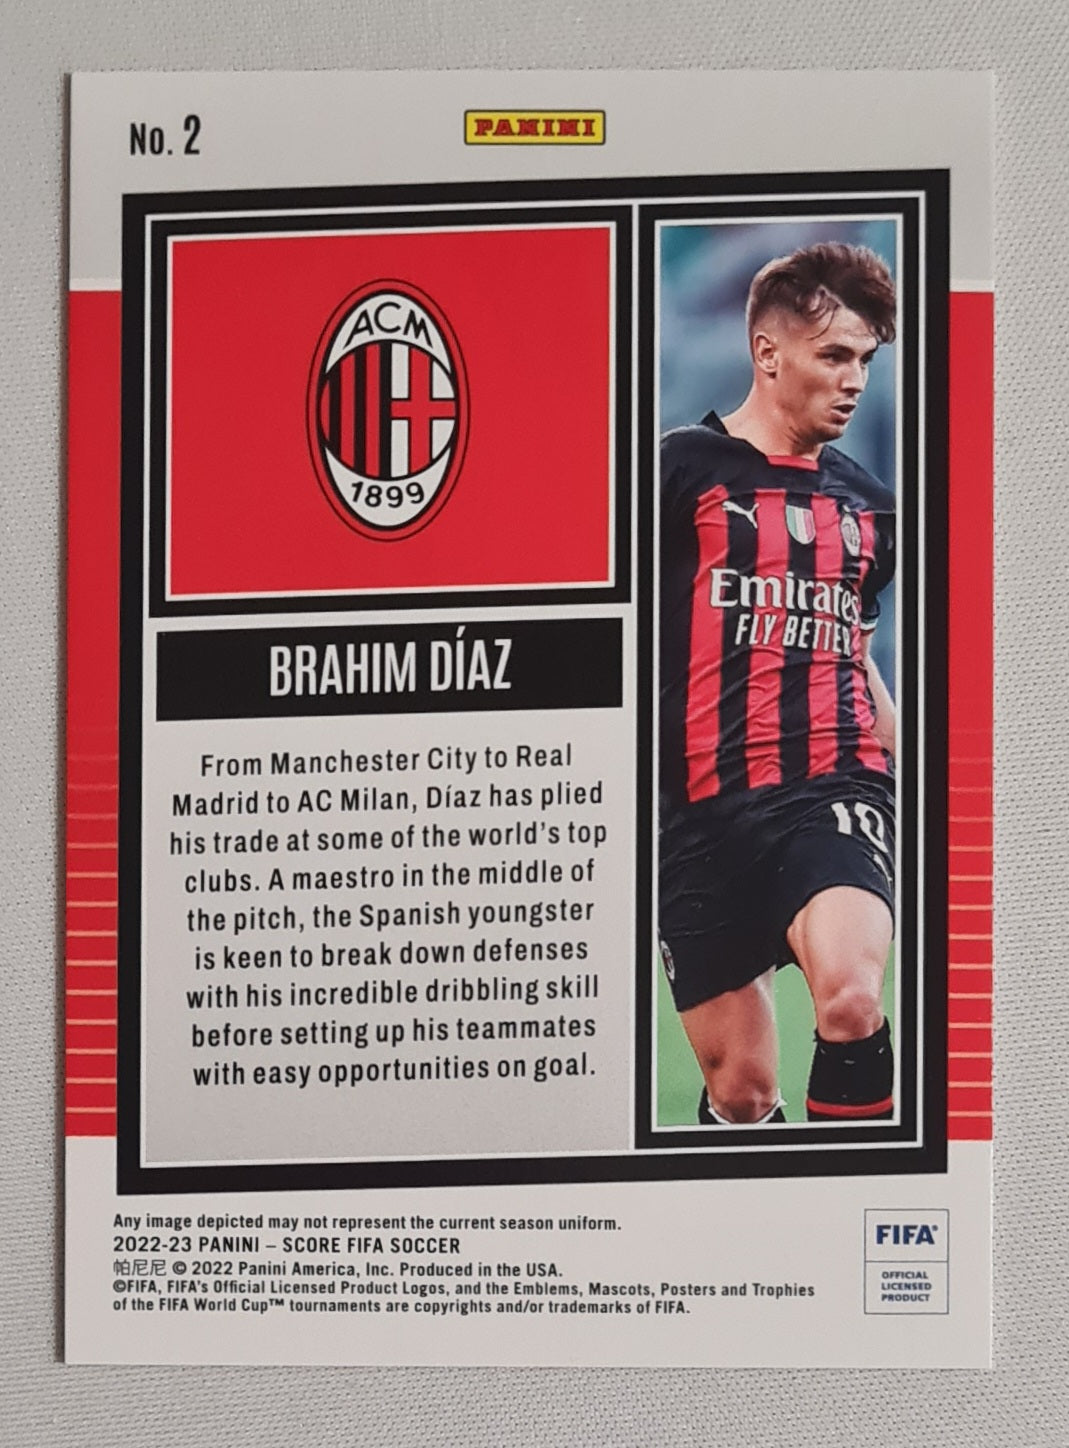 No. 2
PANINI
ACM
1899
BRAHIM DÍAZ
From Manchester City to Real
Madrid to AC Milan, Díaz has plied
his trade at some of the world's top
clubs. A maestro in the middle of
the pitch, the Spanish youngster
is keen to break down defenses
with his incredible dribbling skill
before setting up his teammates
with easy opportunities on goal.
Emirates
FLY BETTER
10
Any image depicted may not represent the current season uniform.
2022-23 PANINI – SCORE FIFA SOCCER
帕尼尼 © 2022 Panini America, Inc. Produced in the USA.
©FIFA, FIFA's Official Licensed Product Logos, and the Emblems, Mascots, Posters and Trophies
of the FIFA World Cup™ tournaments are copyrights and/or trademarks of FIFA.
FIFA®
OFFICIAL
LICENSED
PRODUCT